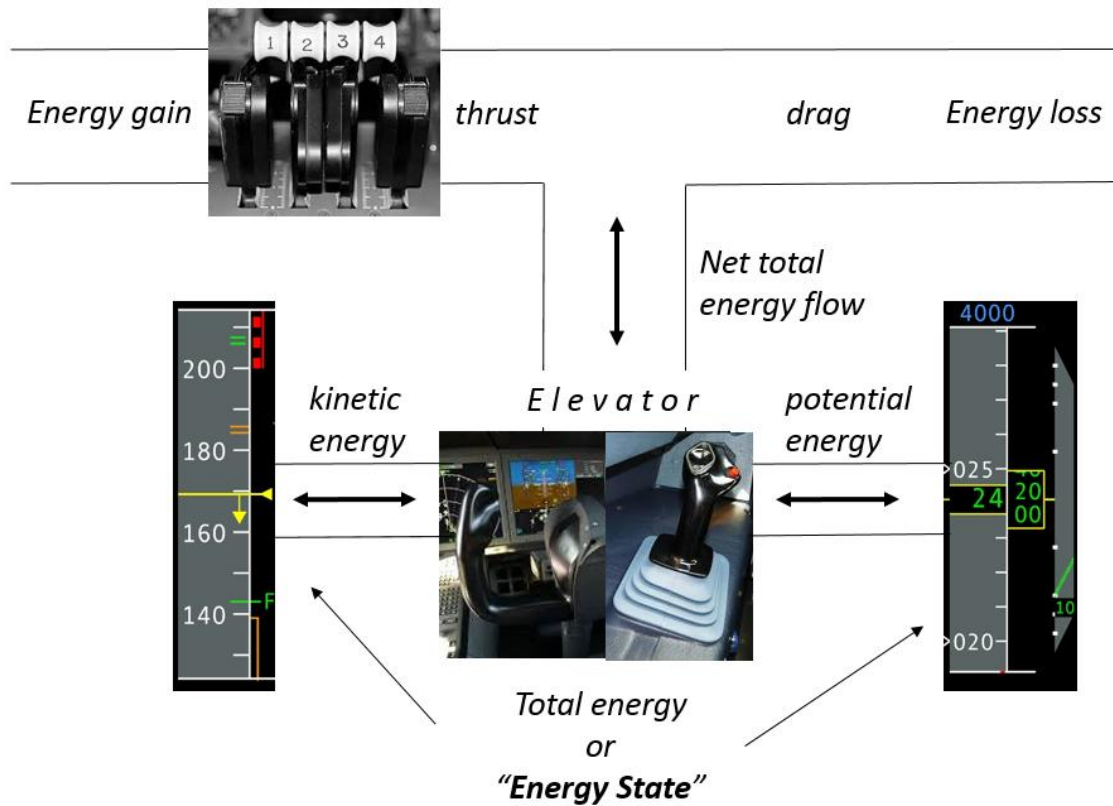 1 2 3 4
Energy gain
thrust
drag
Energy loss
Net total
energy flow
200
180
160
140
F
kinetic
energy
Elevator
potential
energy
4000
025
24
20
00
020
10
Total energy
or
“Energy State”